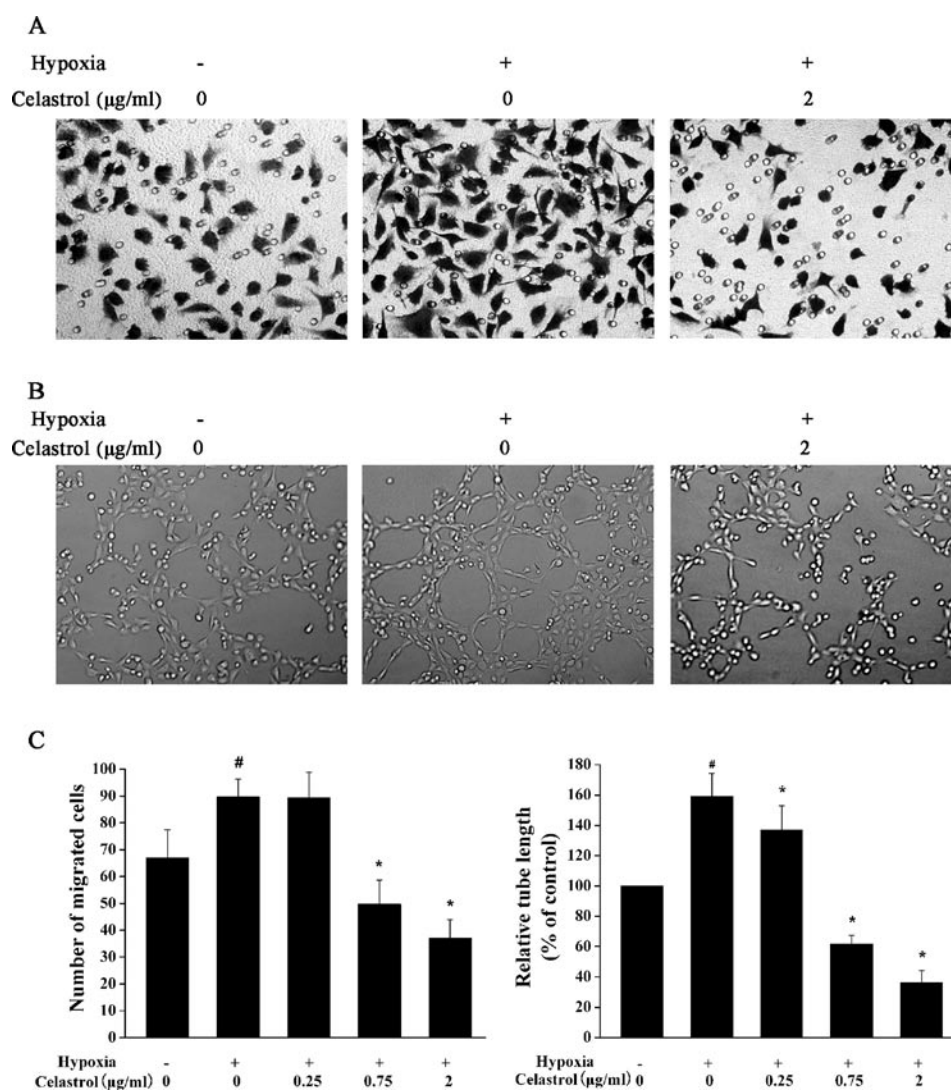 A
Hypoxia - + +
Celastrol (μg/ml) 0 0 2
B
Hypoxia - + +
Celastrol (μg/ml) 0 0 2
C
Number of migrated cells
100
90
80
70
60
50
40
30
20
10
0
#
*
*
Hypoxia - + + + +
Celastrol (μg/ml) 0 0 0.25 0.75 2
Relative tube length
(% of control)
180
160
140
120
100
80
60
40
20
0
#
*
*
*
Hypoxia - + + + +
Celastrol (μg/ml) 0 0 0.25 0.75 2